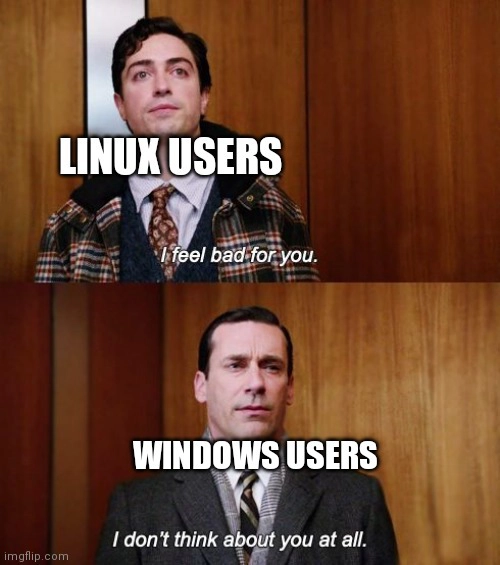 LINUX USERS
I feel bad for you.
WINDOWS USERS
I don't think about you at all.
imgflip.com